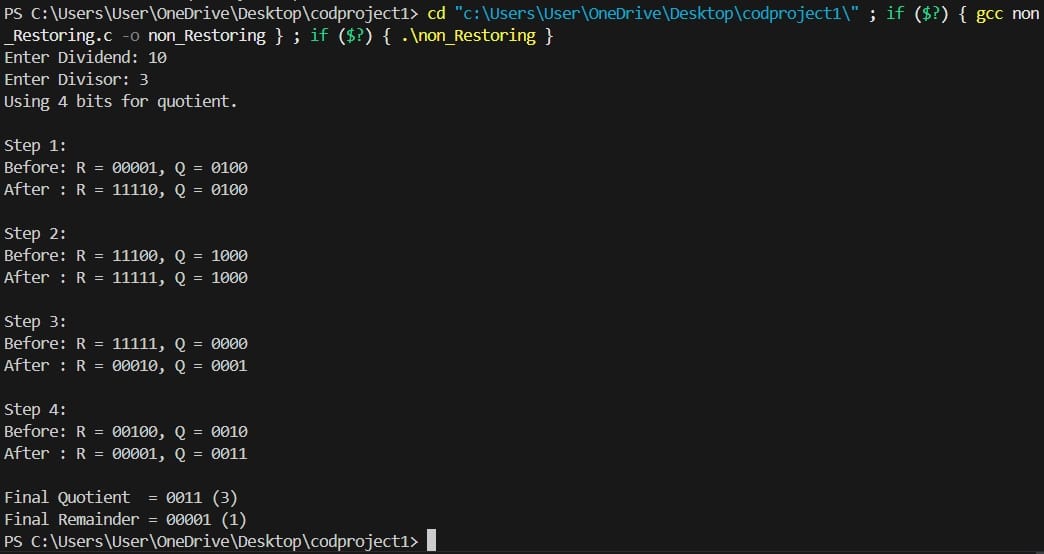 PS C:\Users\User\OneDrive\Desktop\codproject1> cd "c:\Users\User\OneDrive\Desktop\codproject1\" ; if ($?) { gcc non
_Restoring.c -o non_Restoring } ; if ($?) { .\non_Restoring }
Enter Dividend: 10
Enter Divisor: 3
Using 4 bits for quotient.
Step 1:
Before: R = 00001, Q = 0100
After : R = 11110, Q = 0100
Step 2:
Before: R = 11100, Q = 1000
After : R = 11111, Q = 1000
Step 3:
Before: R = 11111, Q = 0000
After : R = 00010, Q = 0001
Step 4:
Before: R = 00100, Q = 0010
After : R = 00001, Q = 0011
Final Quotient  = 0011 (3)
Final Remainder = 00001 (1)
PS C:\Users\User\OneDrive\Desktop\codproject1>